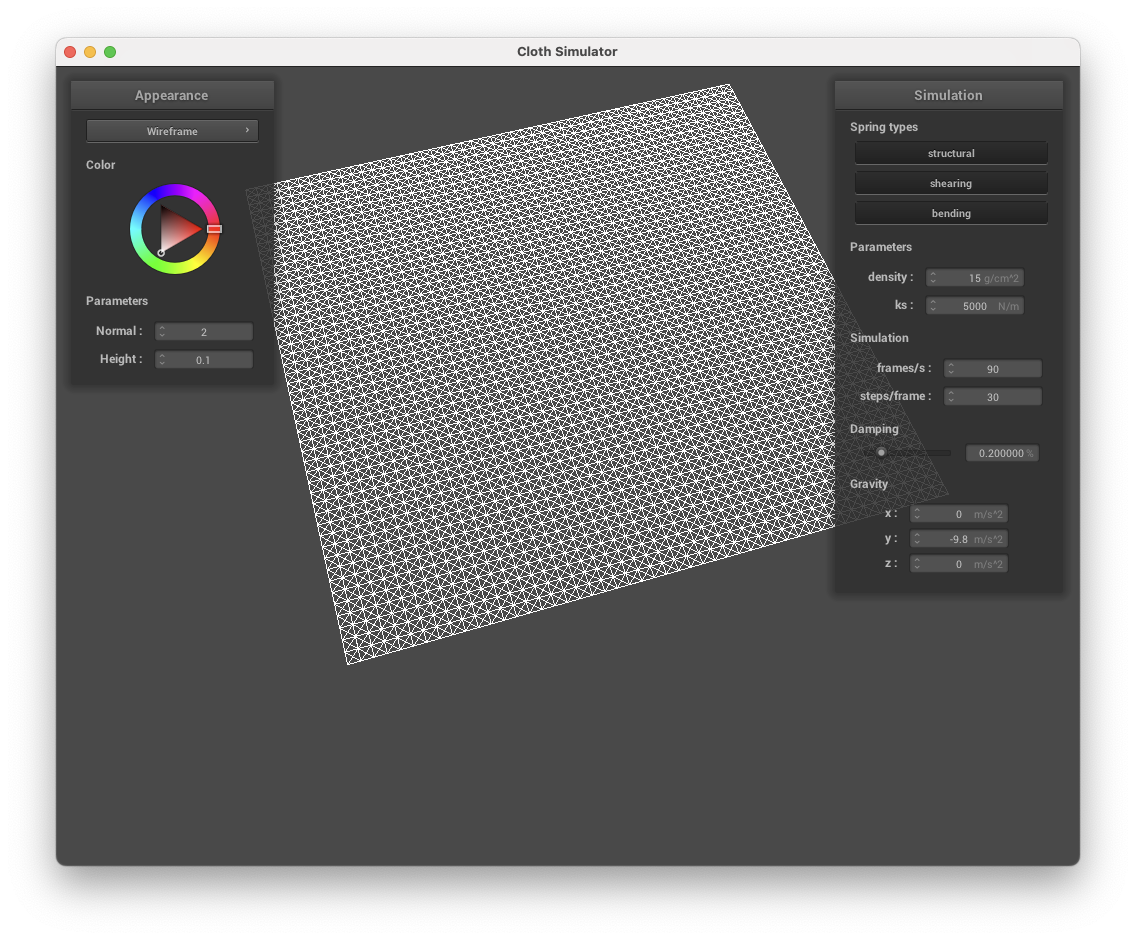 Cloth Simulator
Appearance
Wireframe
Color
Parameters
Normal : 2
Height : 0.1
Simulation
Spring types
structural
shearing
bending
Parameters
density : 15 g/cm^2
ks : 5000 N/m
Simulation
frames/s : 90
steps/frame : 30
Damping
0.200000 %
Gravity
x : 0 m/s^2
y : -9.8 m/s^2
z : 0 m/s^2